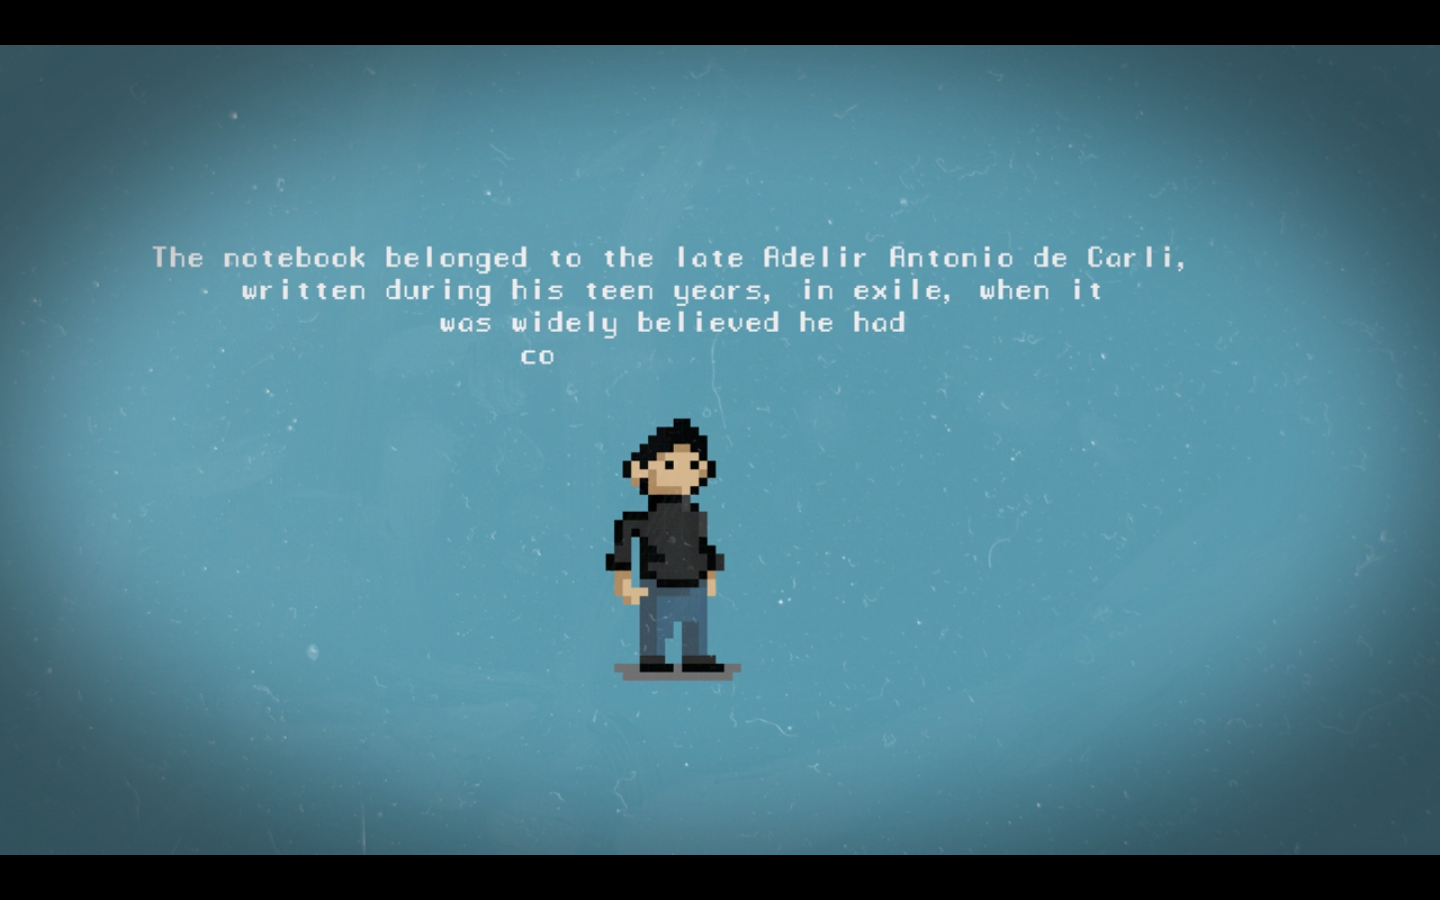 The notebook belonged to the late Adelir Antonio de Carli,
written during his teen years, in exile, when it
was widely believed he had
co